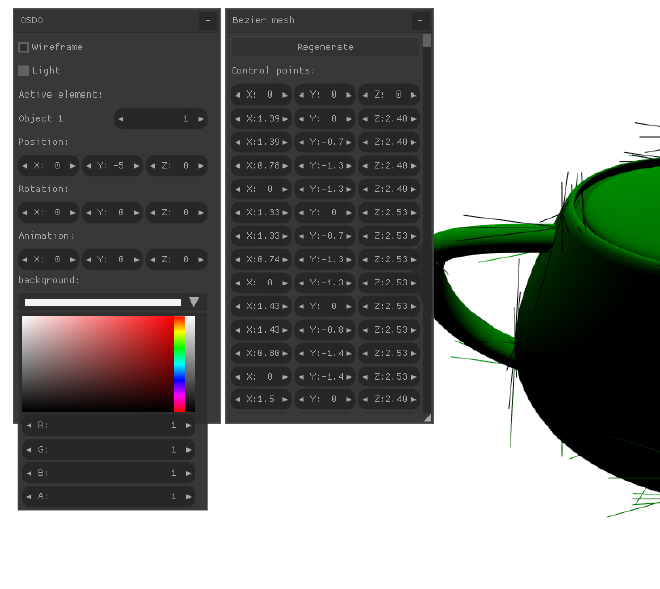 OSDO -
Wireframe
Light
Active element:
Object 1 1
Position:
X: 0 Y: -5 Z: 0
Rotation:
X: 0 Y: 0 Z: 0
Animation:
X: 0 Y: 0 Z: 0
background:
R: 1
G: 1
B: 1
A: 1
Bezier mesh -
Regenerate
Control points:
X: 0 Y: 0 Z: 0
X:1.39 Y: 0 Z:2.40
X:1.39 Y:-0.7 Z:2.40
X:0.78 Y:-1.3 Z:2.40
X: 0 Y:-1.3 Z:2.40
X:1.33 Y: 0 Z:2.53
X:1.33 Y:-0.7 Z:2.53
X:0.74 Y:-1.3 Z:2.53
X: 0 Y:-1.3 Z:2.53
X:1.43 Y: 0 Z:2.53
X:1.43 Y:-0.8 Z:2.53
X:0.80 Y:-1.4 Z:2.53
X: 0 Y:-1.4 Z:2.53
X:1.5 Y: 0 Z:2.40